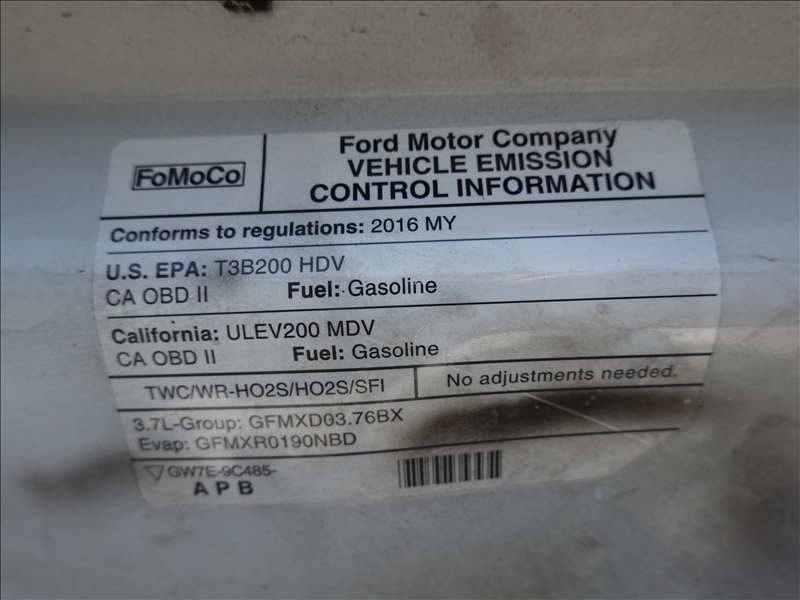 FoMoCo
Ford Motor Company
VEHICLE EMISSION
CONTROL INFORMATION
Conforms to regulations: 2016 MY
U.S. EPA: T3B200 HDV
CA OBD II Fuel: Gasoline
California: ULEV200 MDV
CA OBD II Fuel: Gasoline
TWC/WR-HO2S/HO2S/SFI No adjustments needed.
3.7L-Group: GFMXD03.76BX
Evap: GFMXR0190NBD
GW7E-9C485-
A P B